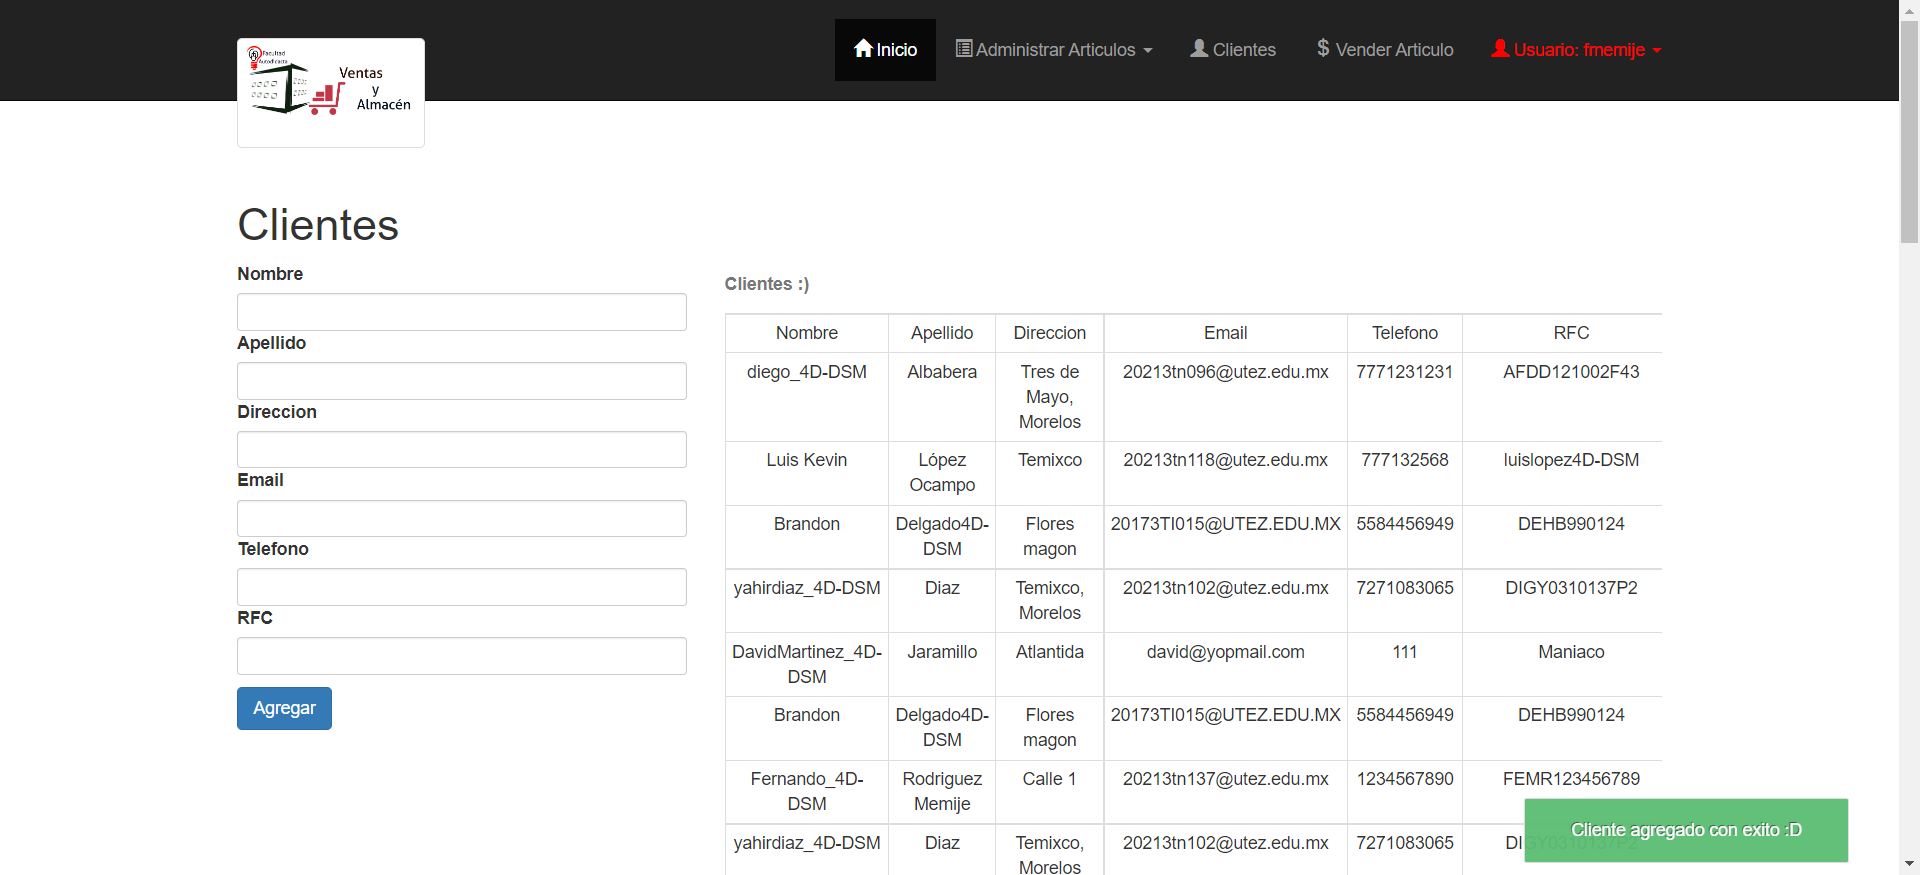 Facultad
Autodidacta
Ventas
y
Almacén
Inicio
Administrar Articulos
Clientes
$ Vender Articulo
Usuario: fmemije
Clientes
Nombre
Apellido
Direccion
Email
Telefono
RFC
Agregar
Clientes :)
Nombre Apellido Direccion Email Telefono RFC
diego_4D-DSM Albabera Tres de 20213tn096@utez.edu.mx 7771231231 AFDD121002F43
Mayo,
Morelos
Luis Kevin López Temixco 20213tn118@utez.edu.mx 777132568 luislopez4D-DSM
Ocampo
Brandon Delgado4D- Flores 20173TI015@UTEZ.EDU.MX 5584456949 DEHB990124
DSM magon
yahirdiaz_4D-DSM Diaz Temixco, 20213tn102@utez.edu.mx 7271083065 DIGY0310137P2
Morelos
DavidMartinez_4D- Jaramillo Atlantida david@yopmail.com 111 Maniaco
DSM
Brandon Delgado4D- Flores 20173TI015@UTEZ.EDU.MX 5584456949 DEHB990124
DSM magon
Fernando_4D- Rodriguez Calle 1 20213tn137@utez.edu.mx 1234567890 FEMR123456789
DSM Memije
yahirdiaz_4D-DSM Diaz Temixco, 20213tn102@utez.edu.mx 7271083065 DIGY0310137P2
Morelos
Cliente agregado con exito :D